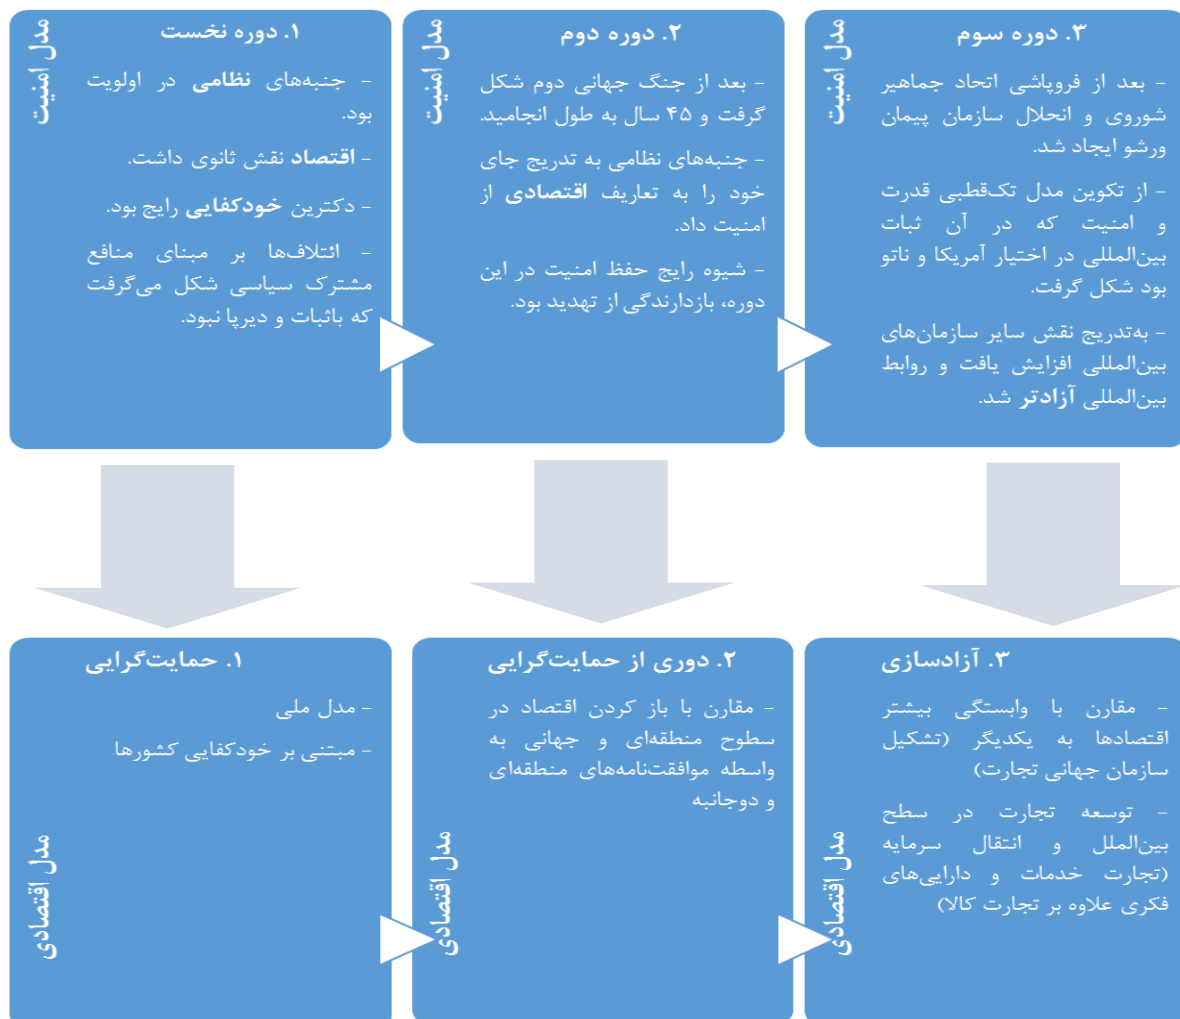 مدل امنیت
۱. دوره نخست
- جنبه‌های نظامی در اولویت
بود.
- اقتصاد نقش ثانوی داشت.
- دکترین خودکفایی رایج بود.
- ائتلاف‌ها بر مبنای منافع
مشترک سیاسی شکل می‌گرفت
که باثبات و دیرپا نبود.
مدل امنیت
۲. دوره دوم
- بعد از جنگ جهانی دوم شکل
گرفت و ۴۵ سال به طول انجامید.
- جنبه‌های نظامی به تدریج جای
خود را به تعاریف اقتصادی از
امنیت داد.
- شیوه رایج حفظ امنیت در این
دوره، بازدارندگی از تهدید بود.
مدل امنیت
۳. دوره سوم
- بعد از فروپاشی اتحاد جماهیر
شوروی و انحلال سازمان پیمان
ورشو ایجاد شد.
- از تکوین مدل تک‌قطبی قدرت
و امنیت که در آن ثبات
بین‌المللی در اختیار آمریکا و ناتو
بود شکل گرفت.
- به‌تدریج نقش سایر سازمان‌های
بین‌المللی افزایش یافت و روابط
بین‌المللی آزادتر شد.
۱. حمایت‌گرایی
- مدل ملی
- مبتنی بر خودکفایی کشورها
مدل اقتصادی
۲. دوری از حمایت‌گرایی
- مقارن با باز کردن اقتصاد در
سطوح منطقه‌ای و جهانی به
واسطه موافقت‌نامه‌های منطقه‌ای
و دوجانبه
مدل اقتصادی
۳. آزادسازی
- مقارن با وابستگی بیشتر
اقتصادها به یکدیگر (تشکیل
سازمان جهانی تجارت)
- توسعه تجارت در سطح
بین‌الملل و انتقال سرمایه
(تجارت خدمات و دارایی‌های
فکری علاوه بر تجارت کالا)
مدل اقتصادی